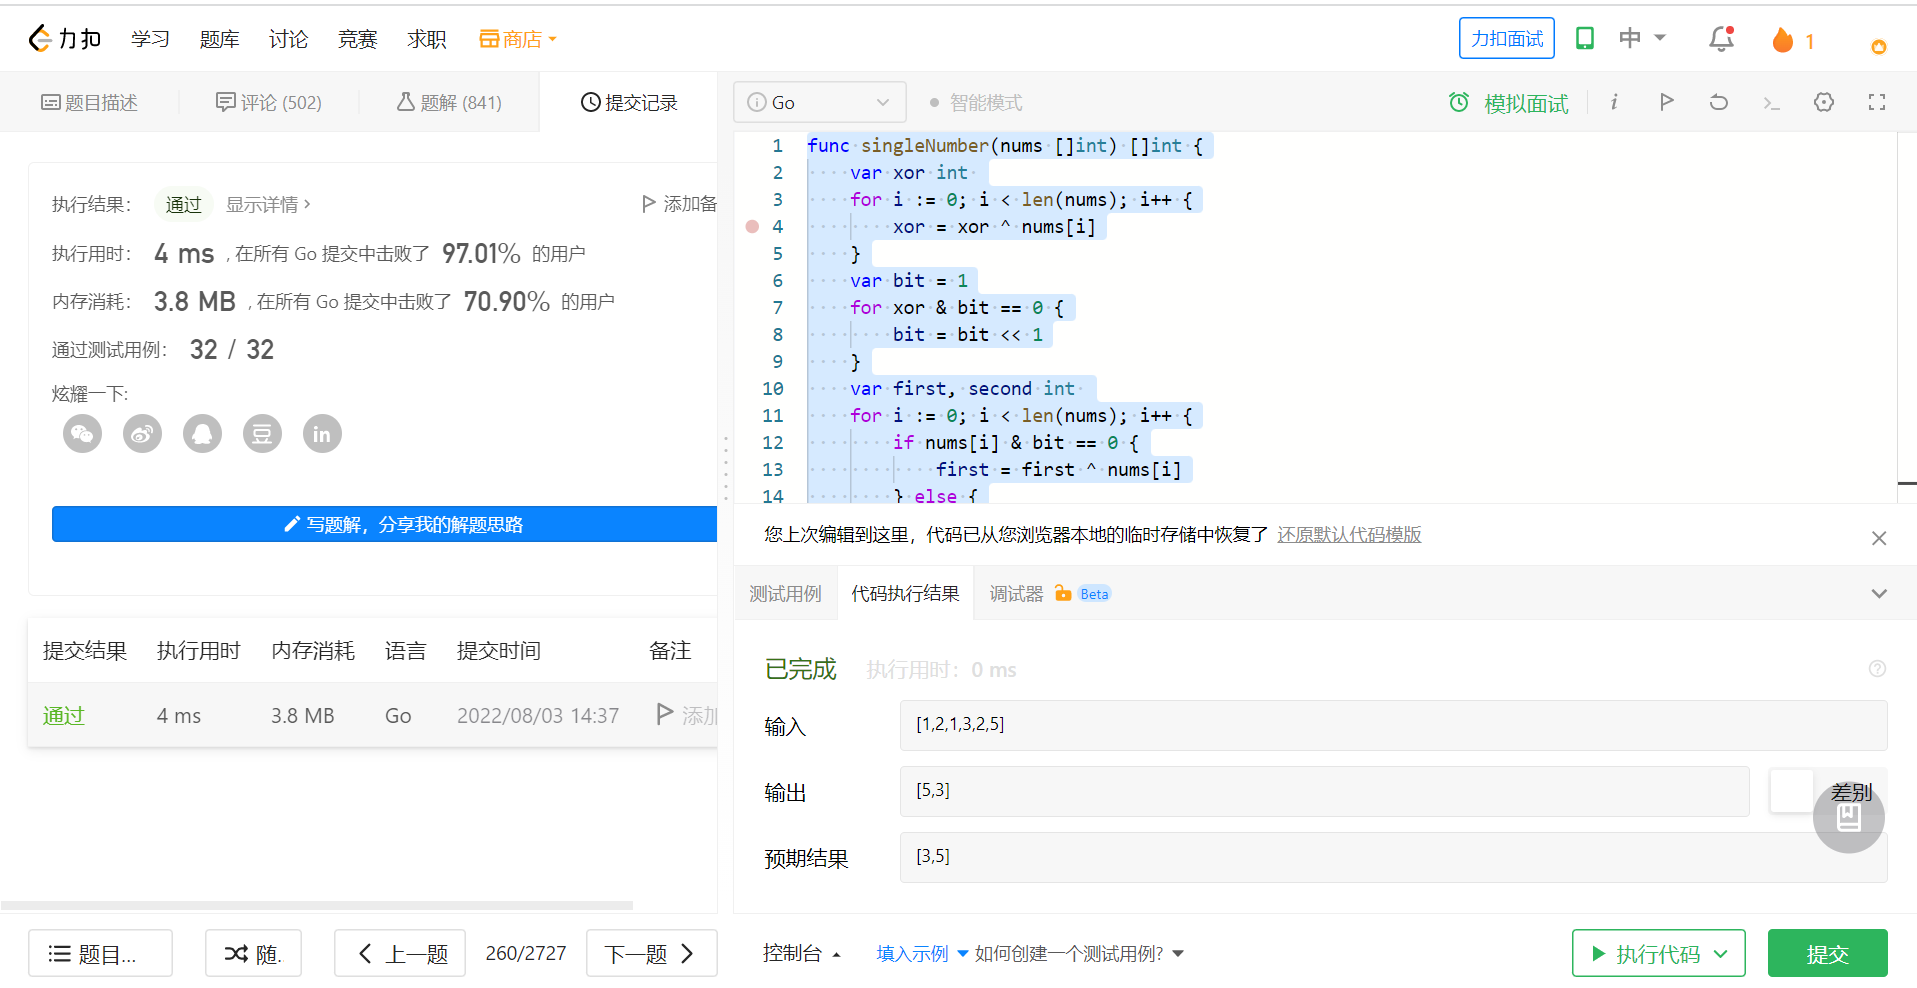 力扣 学习 题库 讨论 竞赛 求职 商店 力扣面试 中 1
题目描述 评论 (502) 题解 (841) 提交记录
执行结果： 通过 显示详情 添加备
执行用时： 4 ms , 在所有 Go 提交中击败了 97.01% 的用户
内存消耗： 3.8 MB , 在所有 Go 提交中击败了 70.90% 的用户
通过测试用例： 32 / 32
炫耀一下:
豆 in
写题解，分享我的解题思路
提交结果 执行用时 内存消耗 语言 提交时间 备注
通过 4 ms 3.8 MB Go 2022/08/03 14:37 添加
题目... 随. 上一题 260/2727 下一题
Go 智能模式 模拟面试 i
1 func singleNumber(nums []int) []int {
2 var xor int
3 for i := 0; i < len(nums); i++ {
4 xor = xor ^ nums[i]
5 }
6 var bit = 1
7 for xor & bit == 0 {
8 bit = bit << 1
9 }
10 var first, second int
11 for i := 0; i < len(nums); i++ {
12 if nums[i] & bit == 0 {
13 first = first ^ nums[i]
14 } else {
您上次编辑到这里，代码已从您浏览器本地的临时存储中恢复了 还原默认代码模版
测试用例 代码执行结果 调试器 Beta
已完成 执行用时：0 ms
输入 [1,2,1,3,2,5]
输出 [5,3] 差别
预期结果 [3,5]
控制台 填入示例 如何创建一个测试用例? 执行代码 提交